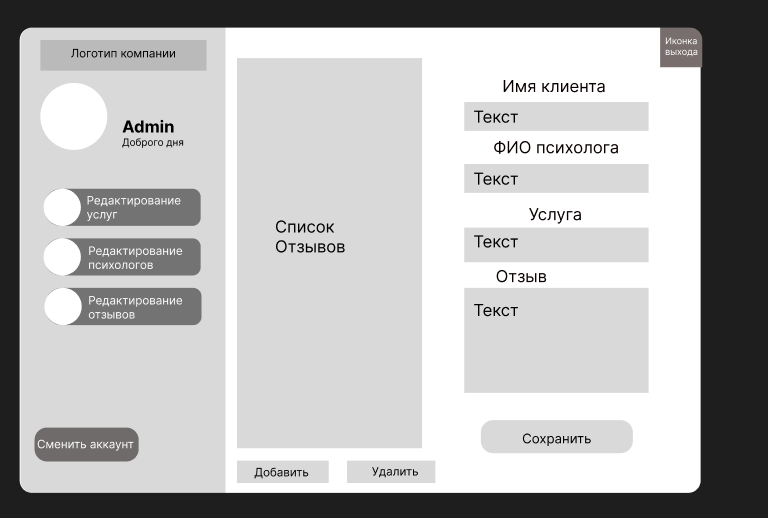 Логотип компании
Admin
Доброго дня
Редактирование
услуг
Редактирование
психологов
Редактирование
отзывов
Сменить аккаунт
Список
Отзывов
Добавить
Удалить
Иконка
выхода
Имя клиента
Текст
ФИО психолога
Текст
Услуга
Текст
Отзыв
Текст
Сохранить